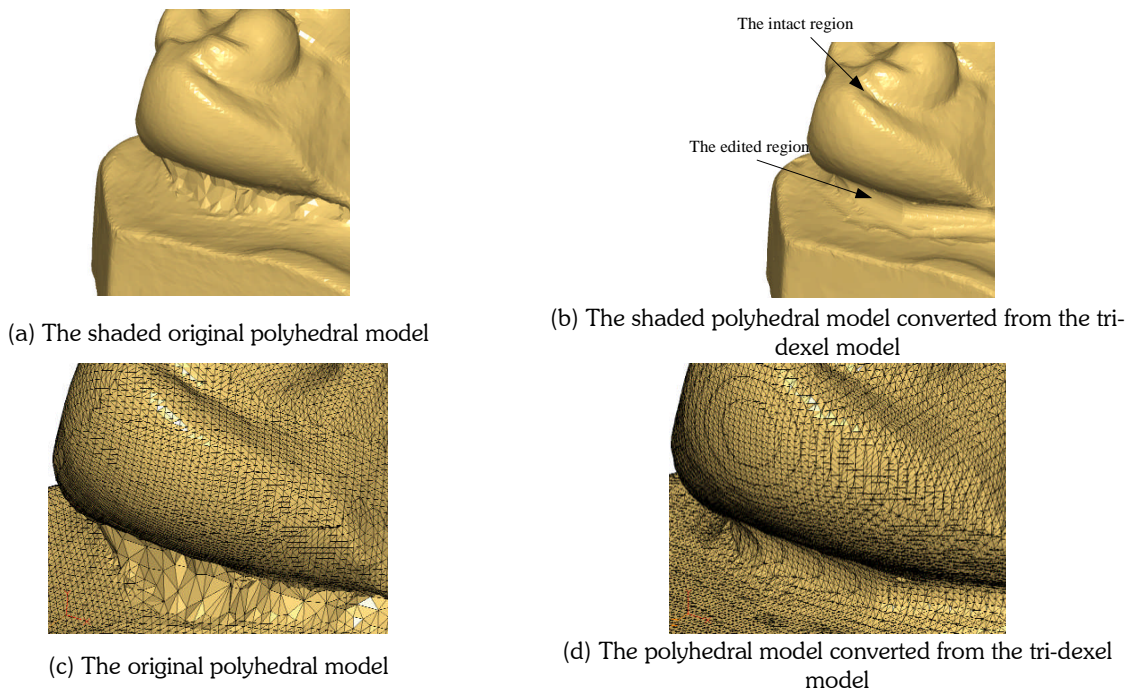 The intact region
The edited region
(a) The shaded original polyhedral model
(b) The shaded polyhedral model converted from the tri-
dexel model
(c) The original polyhedral model
(d) The polyhedral model converted from the tri-dexel
model